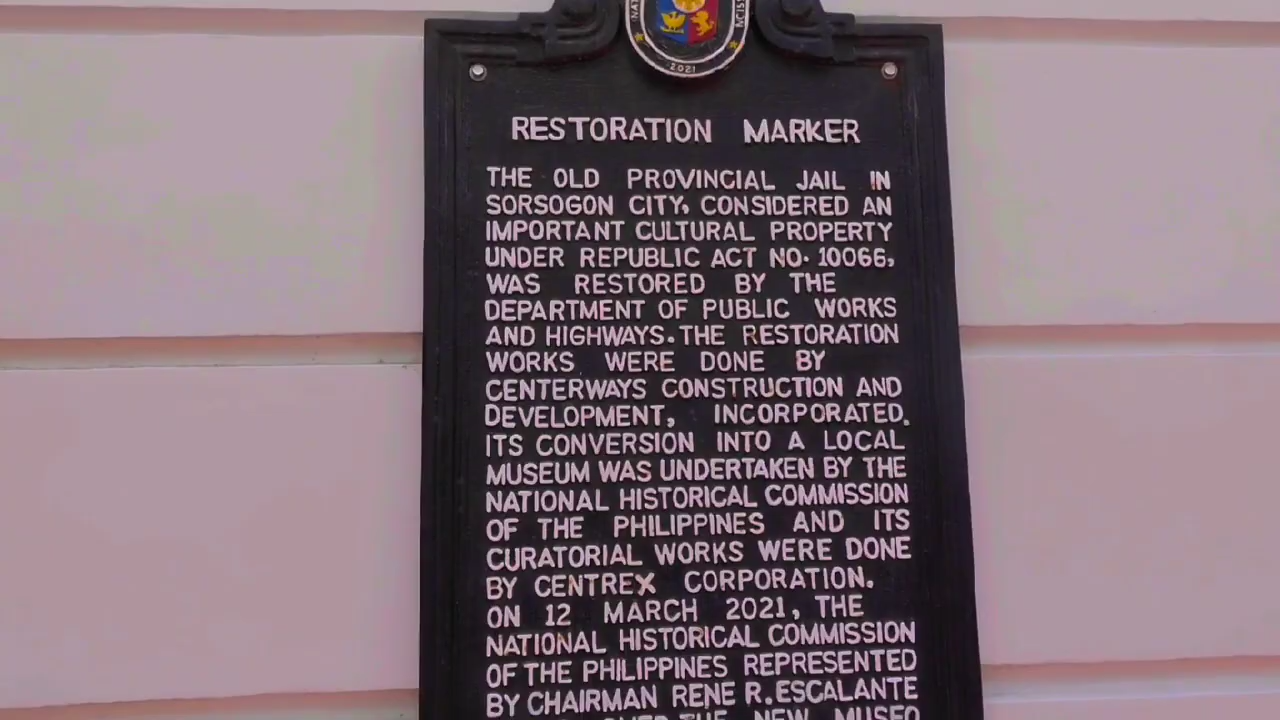 2021
RESTORATION MARKER
THE OLD PROVINCIAL JAIL IN
SORSOGON CITY, CONSIDERED AN
IMPORTANT CULTURAL PROPERTY
UNDER REPUBLIC ACT NO. 10066,
WAS RESTORED BY THE
DEPARTMENT OF PUBLIC WORKS
AND HIGHWAYS. THE RESTORATION
WORKS WERE DONE BY
CENTERWAYS CONSTRUCTION AND
DEVELOPMENT, INCORPORATED.
ITS CONVERSION INTO A LOCAL
MUSEUM WAS UNDERTAKEN BY THE
NATIONAL HISTORICAL COMMISSION
OF THE PHILIPPINES AND ITS
CURATORIAL WORKS WERE DONE
BY CENTREX CORPORATION.
ON 12 MARCH 2021, THE
NATIONAL HISTORICAL COMMISSION
OF THE PHILIPPINES REPRESENTED
BY CHAIRMAN RENE R. ESCALANTE
OVER THE NEW MUSEO